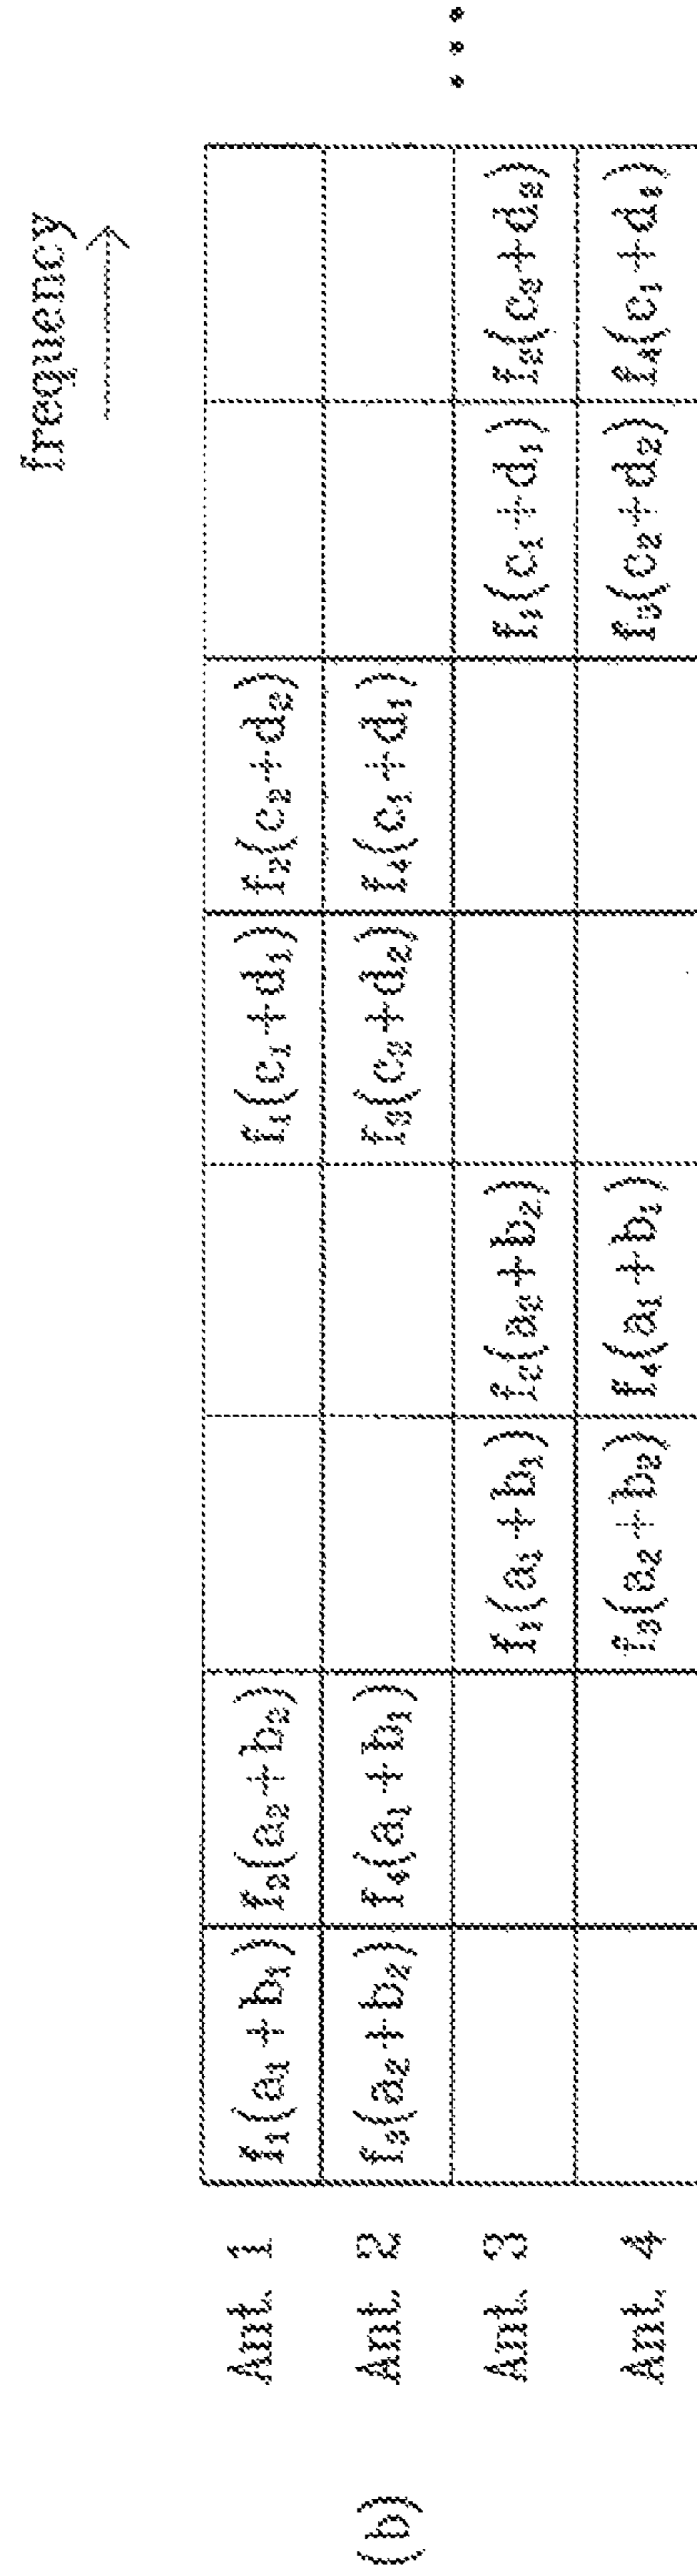 frequency
Ant. 1 f₁(a₁+b₁) f₂(a₂+b₂) f₁(c₁+d₁) f₂(c₂+d₂)
Ant. 2 f₃(a₂+b₂) f₄(a₁+b₁) f₃(c₂+d₂) f₄(c₁+d₁)
Ant. 3 f₁(a₁+b₁) f₂(a₂+b₂) f₁(c₁+d₁) f₂(c₂+d₂)
Ant. 4 f₃(a₂+b₂) f₄(a₁+b₁) f₃(c₂+d₂) f₄(c₁+d₁)
(b)